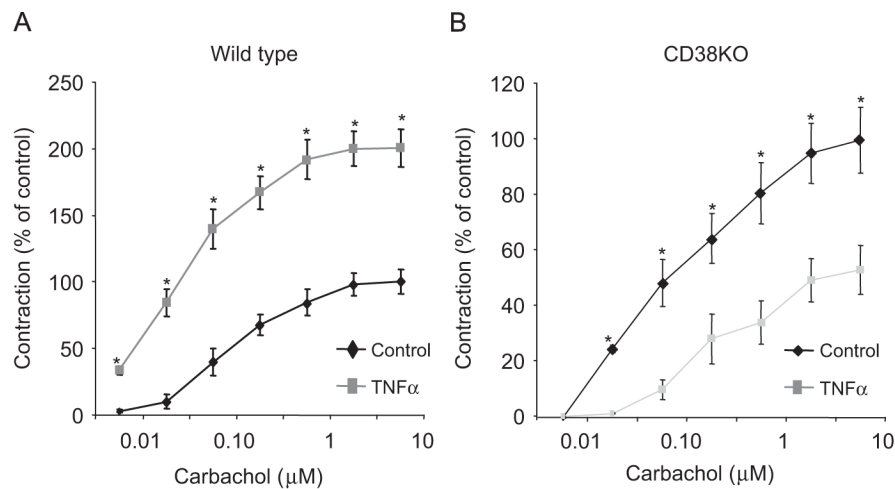 A
Wild type
Contraction (% of control)
250
200
150
100
50
0
* * * * * * *
Control
TNFα
0.01 0.10 1 10
Carbachol (μM)
B
CD38KO
Contraction (% of control)
120
100
80
60
40
20
0
* * * * * *
Control
TNFα
0.01 0.10 1 10
Carbachol (μM)